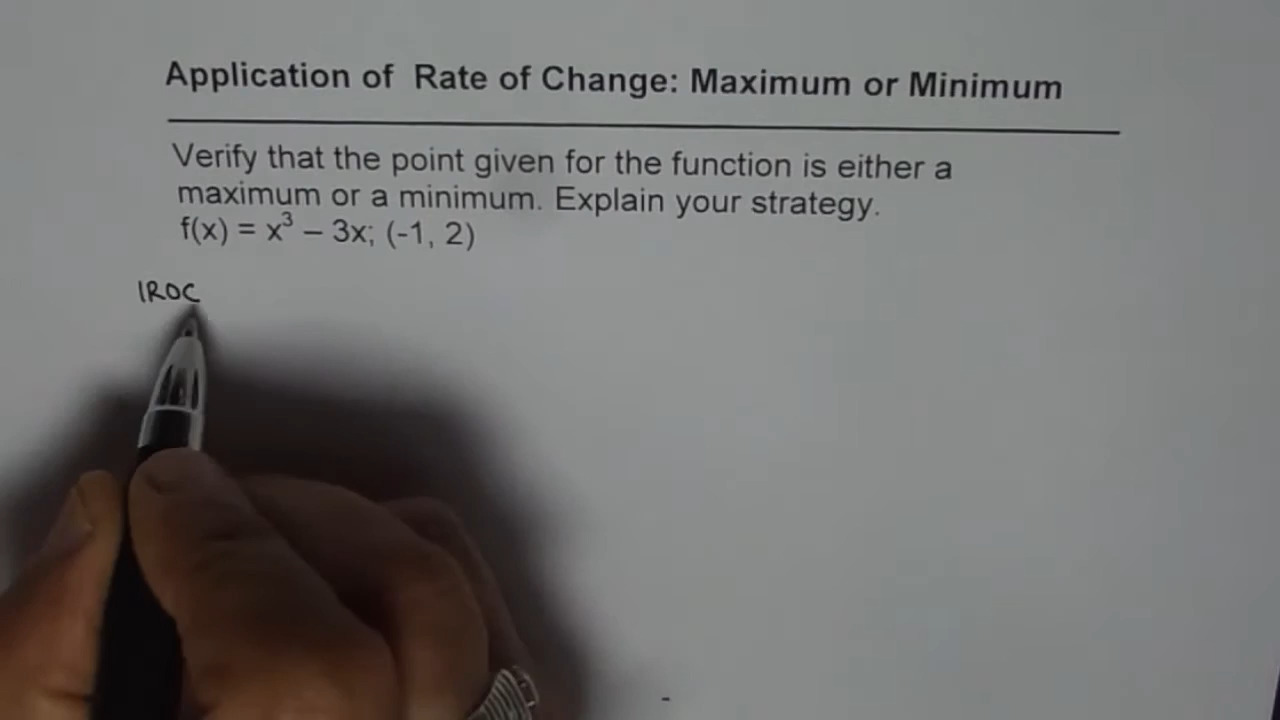 Application of Rate of Change: Maximum or Minimum
Verify that the point given for the function is either a
maximum or a minimum. Explain your strategy.
f(x) = x³ – 3x; (-1, 2)
IROC